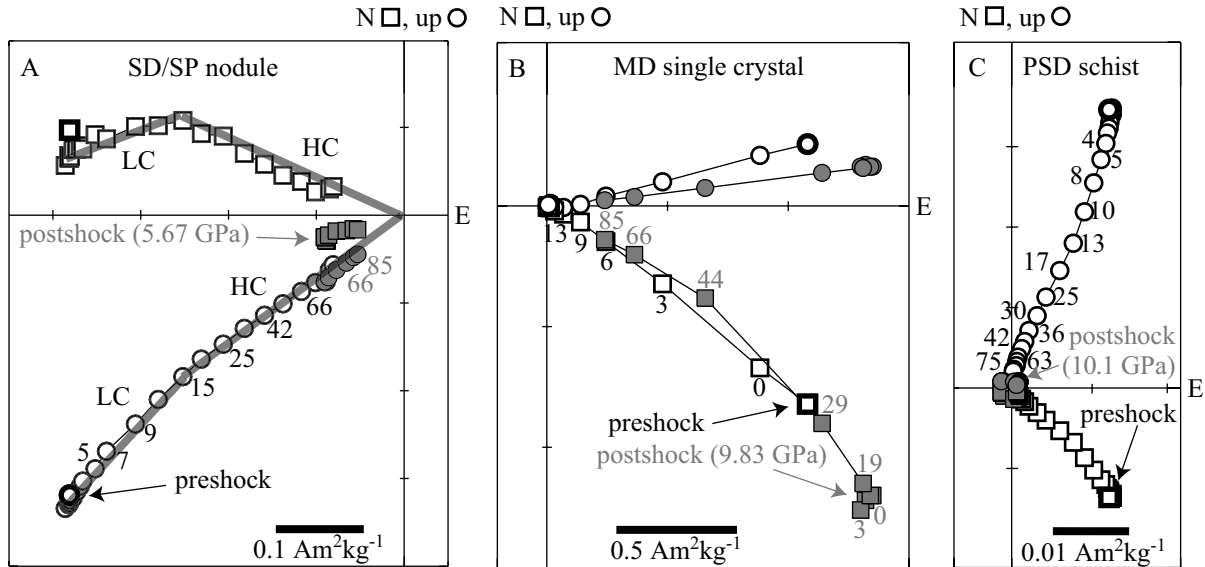 N □, up ○
A
SD/SP nodule
LC
HC
E
postshock (5.67 GPa)
85
66
HC
66
42
25
15
LC
9
5
7
preshock
0.1 Am²kg⁻¹
N □, up ○
B
MD single crystal
E
13
9
85
6
66
3
44
0
preshock
29
postshock (9.83 GPa)
19
0
3
0.5 Am²kg⁻¹
N □, up ○
C
PSD schist
4
5
8
10
13
17
25
30
36
42
postshock
75
63
(10.1 GPa)
E
preshock
0.01 Am²kg⁻¹